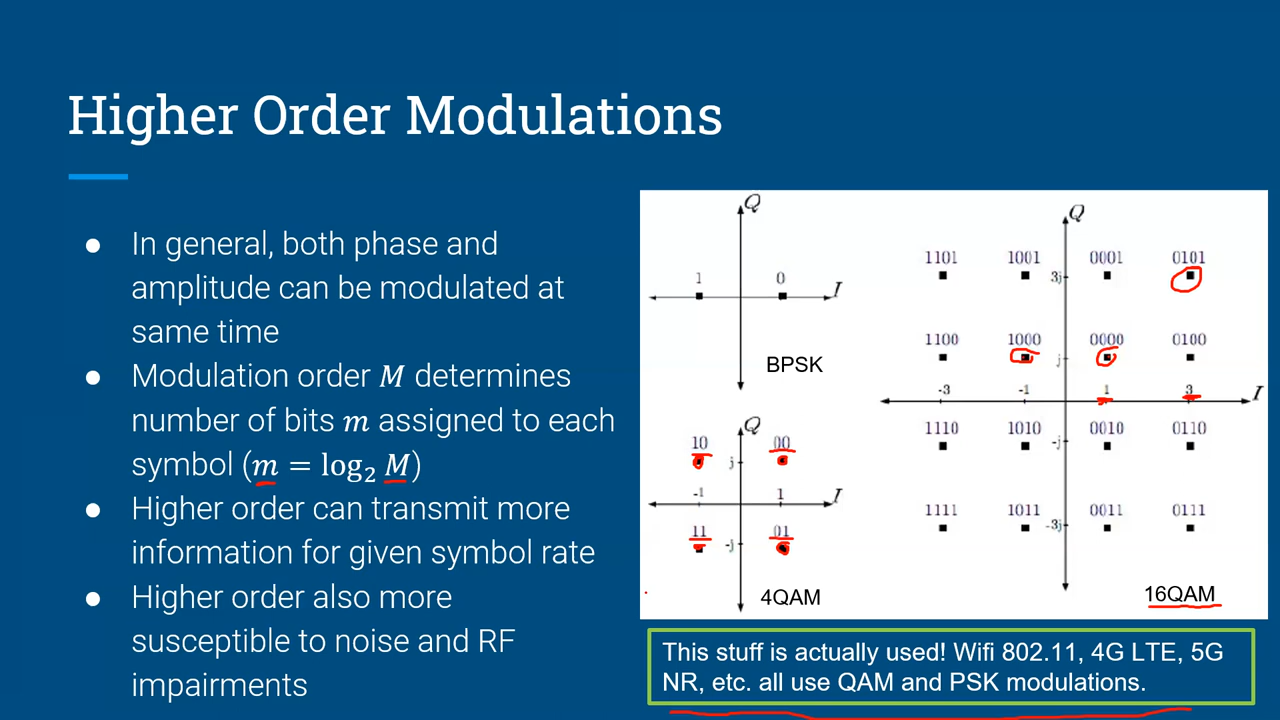 Higher Order Modulations
● In general, both phase and
amplitude can be modulated at
same time
● Modulation order M determines
number of bits m assigned to each
symbol (m = log₂ M)
● Higher order can transmit more
information for given symbol rate
● Higher order also more
susceptible to noise and RF
impairments
Q
1 0
I
BPSK
Q
10 00
j
-1 1 I
11 01
-j
4QAM
Q
1101 1001 0001 0101
3j
1100 1000 0000 0100
j
-3 -1 1 3 I
1110 1010 0010 0110
-j
1111 1011 0011 0111
-3j
16QAM
This stuff is actually used! Wifi 802.11, 4G LTE, 5G
NR, etc. all use QAM and PSK modulations.